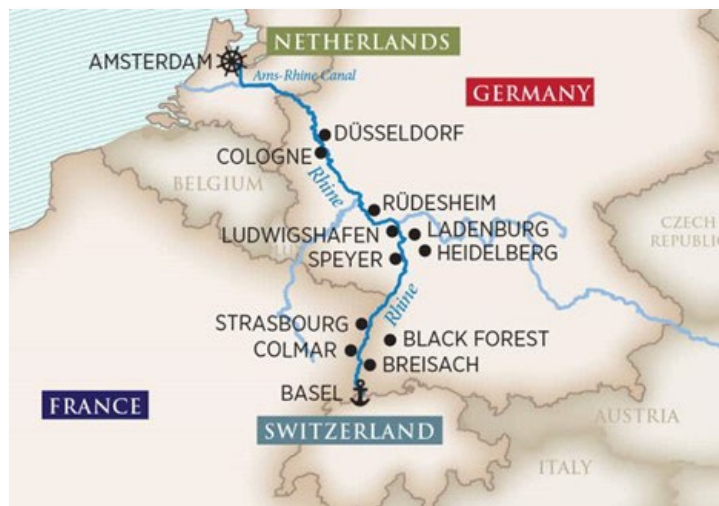 NETHERLANDS
AMSTERDAM
Ams-Rhine Canal
GERMANY
DÜSSELDORF
COLOGNE
BELGIUM
Rhine
RÜDESHEIM
LUDWIGSHAFEN
LADENBURG
CZECH
REPUBLIC
HEIDELBERG
SPEYER
Rhine
STRASBOURG
BLACK FOREST
COLMAR
BREISACH
BASEL
FRANCE
SWITZERLAND
AUSTRIA
ITALY